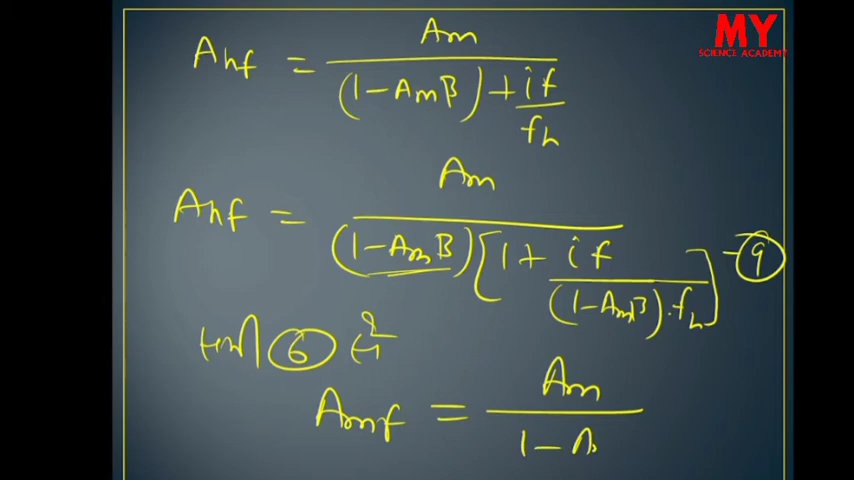 MY
SCIENCE ACADEMY
Ahf = Am / ((1-AmB) + if/fh)
Ahf = Am / ((1-AmB)[1 + if/((1-AmB).fh)] -⑨
⑥ से
Amf = Am / (1 - A